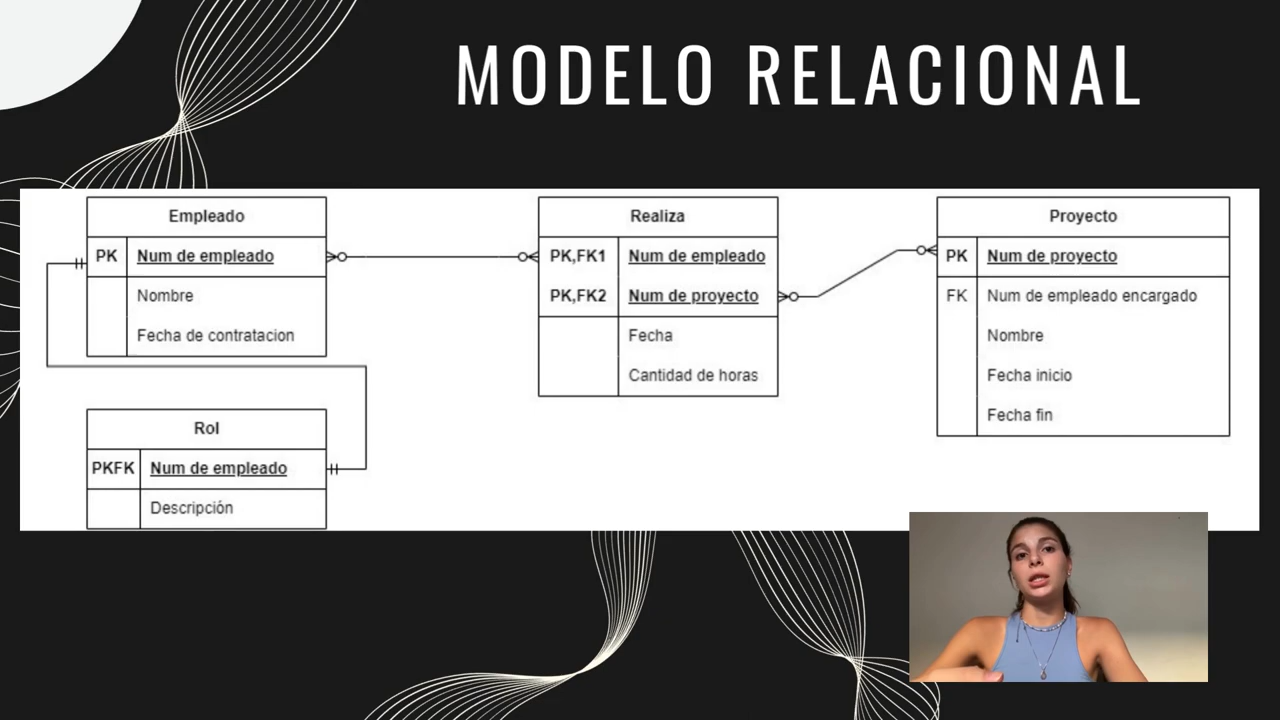 MODELO RELACIONAL
Empleado
PK Num de empleado
Nombre
Fecha de contratacion
Rol
PKFK Num de empleado
Descripción
Realiza
PK,FK1 Num de empleado
PK,FK2 Num de proyecto
Fecha
Cantidad de horas
Proyecto
PK Num de proyecto
FK Num de empleado encargado
Nombre
Fecha inicio
Fecha fin